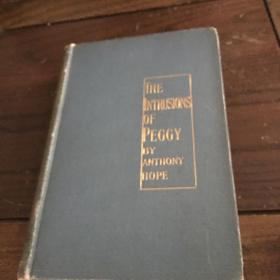 THE
INTRUSIONS
OF
PEGGY
BY
ANTHONY
HOPE